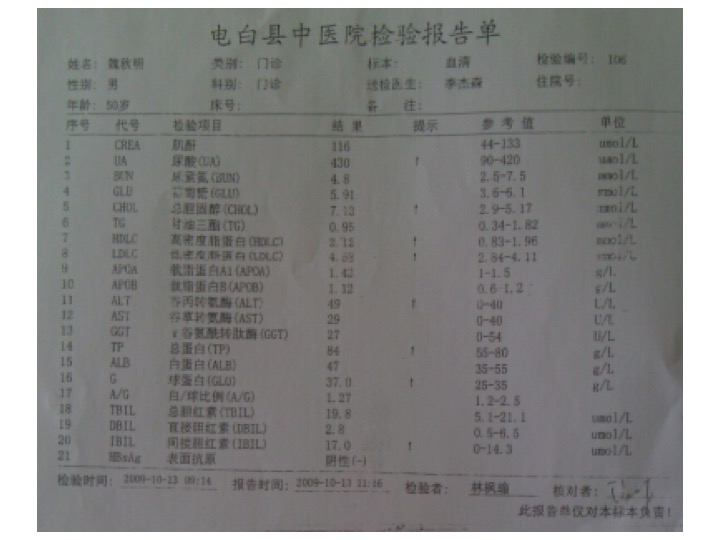 电白县中医院检验报告单
姓名: 魏秋明 类别: 门诊 标本: 血清 检验编号: 106
性别: 男 科别: 门诊 送检医生: 李杰森 住院号:
年龄: 50岁 床号: 备 注:
序号 代号 检验项目 结 果 提示 参 考 值 单位
1 CREA 肌酐 116 44-133 umol/L
2 UA 尿酸(UA) 430 ↑ 90-420 umol/L
3 BUN 尿素氮(BUN) 4.8 2.5-7.5 mmol/L
4 GLU 葡萄糖(GLU) 5.91 3.6-6.1 mmol/L
5 CHOL 总胆固醇(CHOL) ↑ 2.9-5.17 mmol/L
6 TG 甘油三酯(TG) 0.95 0.34-1.82
7 HDLC 高密度脂蛋白(HDLC) ↑ 0.83-1.96 mmol/L
8 LDLC 低密度脂蛋白(LDLC) ↑ 2.84-4.11
9 APOA 载脂蛋白A1(APOA) 1.42 1-1.5 g/L
10 APOB 载脂蛋白B(APOB) 0.6-1.2 g/L
11 ALT 谷丙转氨酶(ALT) 49 ↑ 0-40
12 AST 谷草转氨酶(AST) 29 0-40 U/L
13 GGT r谷氨酰转肽酶(GGT) 27 0-54 U/L
14 TP 总蛋白(TP) 84 ↑ 55-80 g/L
15 ALB 白蛋白(ALB) 47 35-55 g/L
16 G 球蛋白(GLO) 37.0 ↑ 25-35 g/L
17 A/G 白/球比例(A/G) 1.27 1.2-2.5
18 TBIL 总胆红素(TBIL) 19.8 5.1-21.1 umol/L
19 DBIL 直接胆红素(DBIL) 2.8 0.5-6.5 umol/L
20 IBIL 间接胆红素(IBIL) 17.0 ↑ 0-14.3 umol/L
21 HBsAg 表面抗原 阴性(-)
检验时间: 2009-10-13 09:14 报告时间: 2009-10-13 11:16 检验者: 林枫瑜 核对者:
此报告单仅对本标本负责!